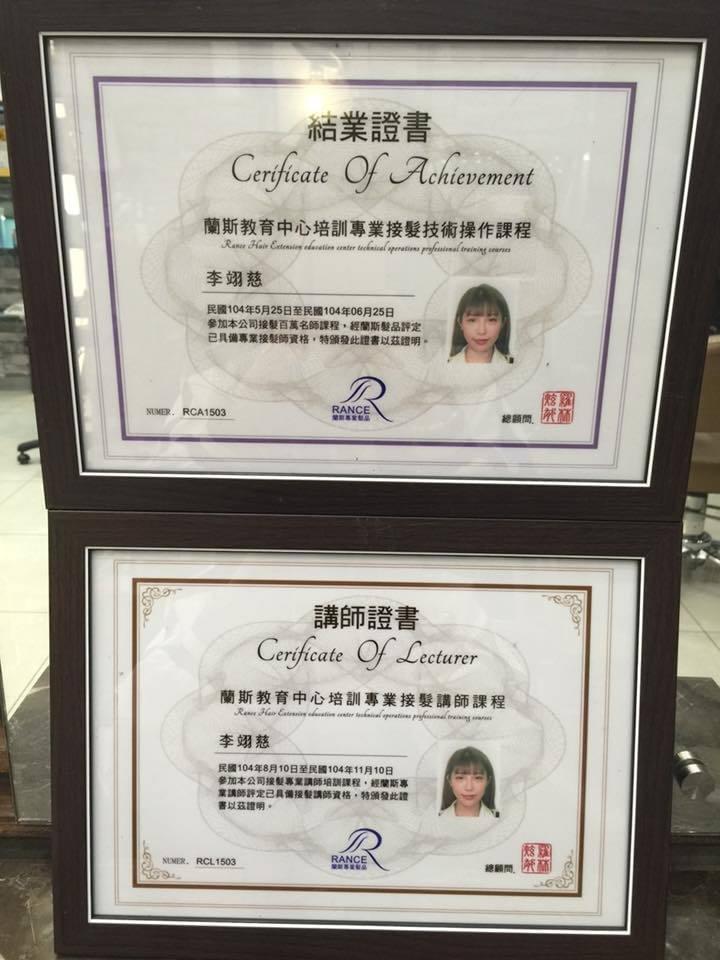 結業證書
Cerificate Of Achievement
蘭斯教育中心培訓專業接髮技術操作課程
Rance Hair Extension education center technical operations professional training courses
李翊慈
民國104年5月25日至民國104年06月25日
參加本公司接髮百萬名師課程，經蘭斯髮品評定
已具備專業接髮師資格，特頒發此證書以茲證明。
NUMER. RCA1503
RANCE
蘭斯專業髮品
總顧問.
講師證書
Cerificate Of Lecturer
蘭斯教育中心培訓專業接髮講師課程
Rance Hair Extension education center technical operations professional training courses
李翊慈
民國104年8月10日至民國104年11月10日
參加本公司接髮專業講師培訓課程，經蘭斯專
業講師評定已具備接髮講師資格，特頒發此證
書以茲證明。
NUMER. RCL1503
RANCE
蘭斯專業髮品
總顧問.